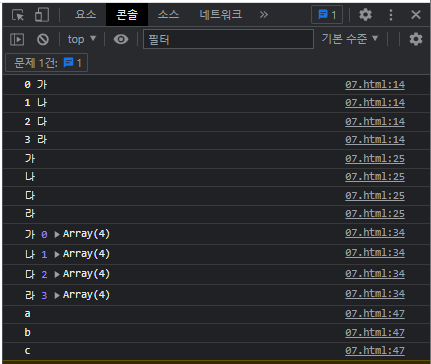 요소 콘솔 소스 네트워크 » 1
top 필터 기본 수준
문제 1건: 1
0 가 07.html:14
1 나 07.html:14
2 다 07.html:14
3 라 07.html:14
가 07.html:25
나 07.html:25
다 07.html:25
라 07.html:25
가 0 ▶Array(4) 07.html:34
나 1 ▶Array(4) 07.html:34
다 2 ▶Array(4) 07.html:34
라 3 ▶Array(4) 07.html:34
a 07.html:47
b 07.html:47
c 07.html:47